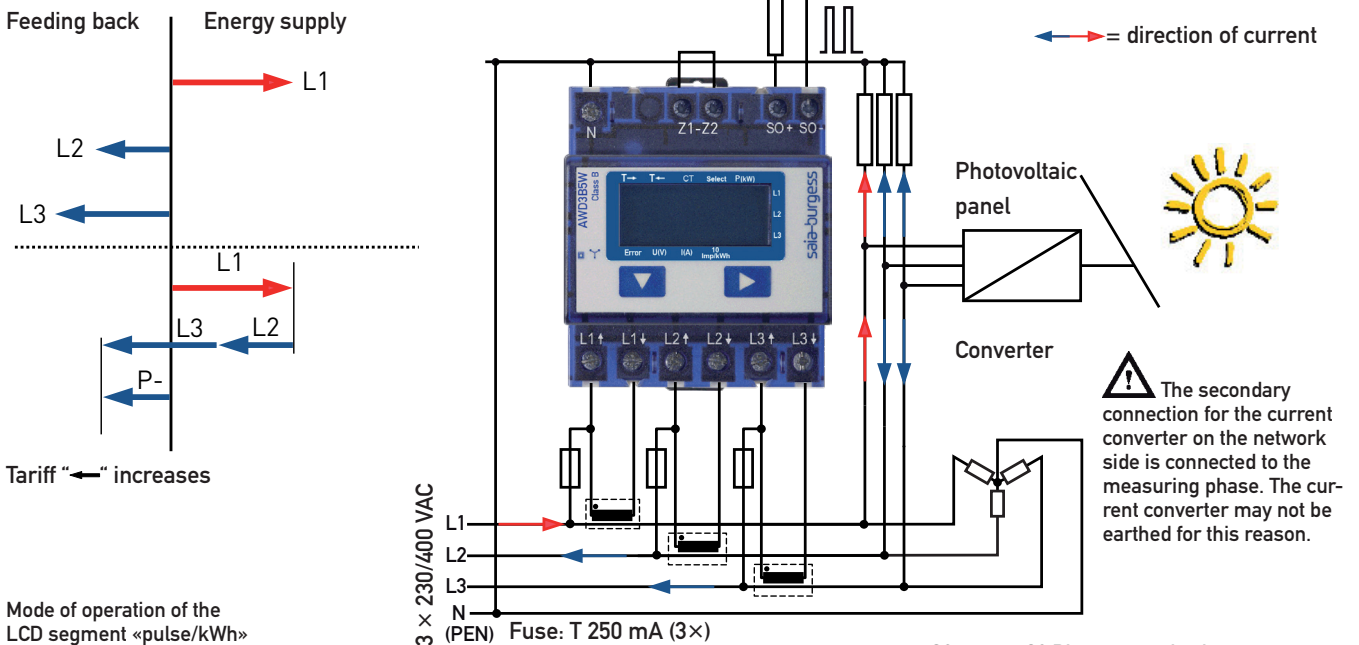 Feeding back
Energy supply
L1
L2
L3
L1
L3
L2
P-
Tariff "←" increases
Mode of operation of the
LCD segment «pulse/kWh»
= direction of current
N
Z1-Z2
SO+ SO-
AWD3B5W
Class B
T→ T← CT Select P(kW)
L1
L2
L3
Error U(V) I(A) 10
Imp/kWh
saia-burgess
L1↑ L1↓ L2↑ L2↓ L3↑ L3↓
Photovoltaic
panel
Converter
The secondary
connection for the current
converter on the network
side is connected to the
measuring phase. The cur-
rent converter may not be
earthed for this reason.
3 × 230/400 VAC
L1
L2
L3
N
(PEN)
Fuse: T 250 mA (3×)